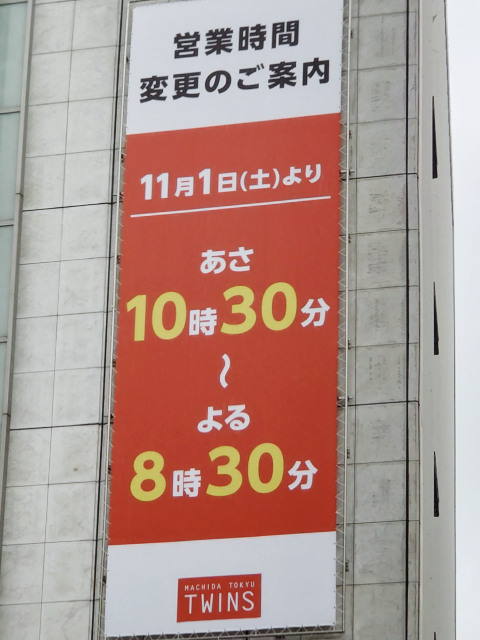 営業時間
変更のご案内
11月1日(土)より
あさ
10時30分
〜
よる
8時30分
MACHIDA TOKYU
TWINS